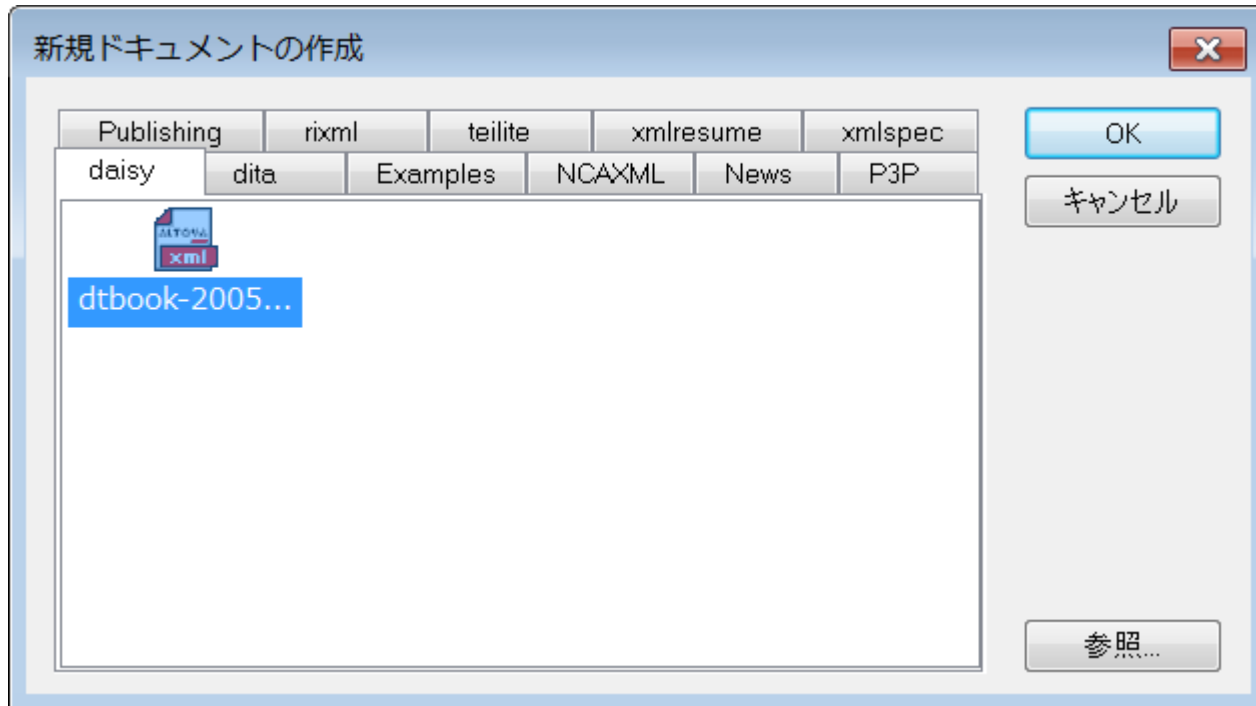 新規ドキュメントの作成
Publishing rixml teilite xmlresume xmlspec
daisy dita Examples NCAXML News P3P
ALTOVA
xml
dtbook-2005...
OK
キャンセル
参照...